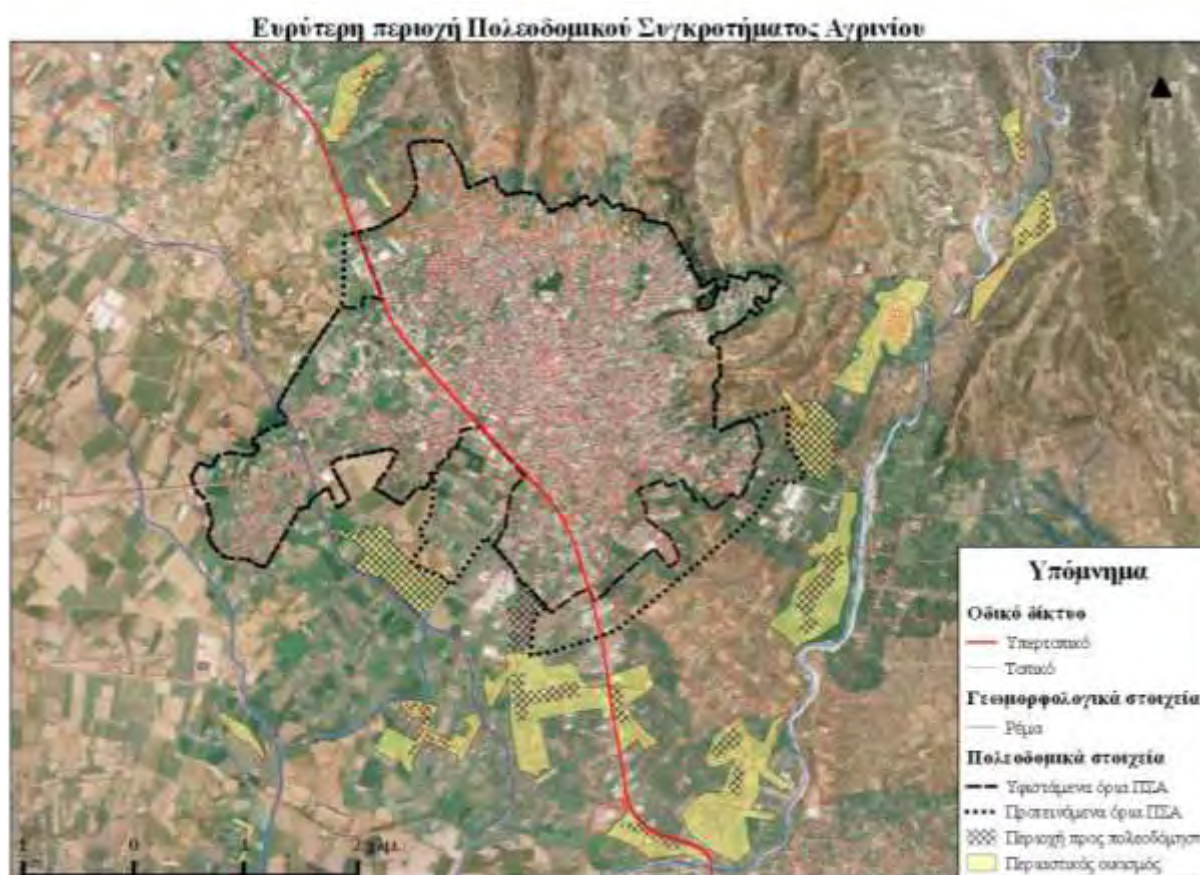 Ευρύτερη περιοχή Πολεοδομικού Συγκροτήματος Αγρινίου
Υπόμνημα
Οδικό δίκτυο
Υπερτοπικό
Τοπικό
Γεωμορφολογικά στοιχεία
Ρέμα
Πολεοδομικά στοιχεία
Υφιστάμενα όρια ΠΣΑ
Προτεινόμενα όρια ΠΣΑ
Περιοχή προς πολεοδόμηση
Περιαστικός οικισμός
1 0 1 2 χλμ.